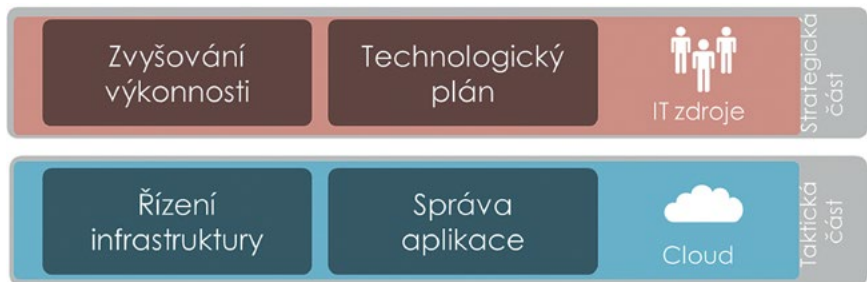 Zvyšování
výkonnosti
Technologický
plán
IT zdroje
Strategická
část
Řízení
infrastruktury
Správa
aplikace
Cloud
Taktická
část